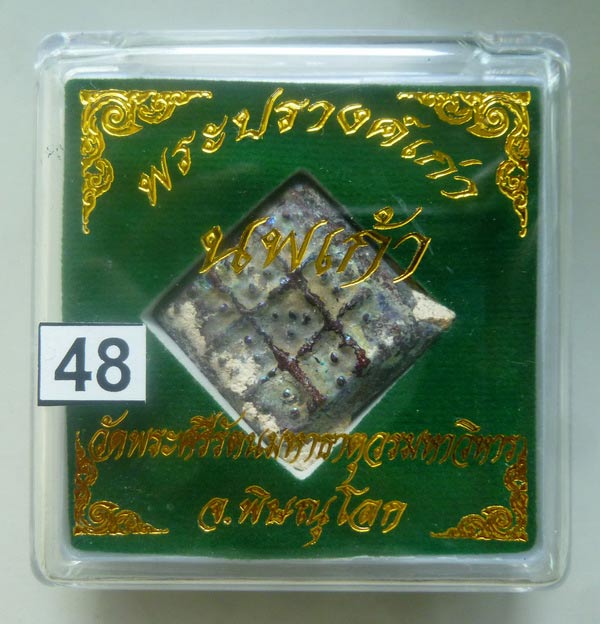 พระปรางค์เก่า
นพเก้า
48
วัดพระศรีรัตนมหาธาตุวรมหาวิหาร
จ.พิษณุโลก